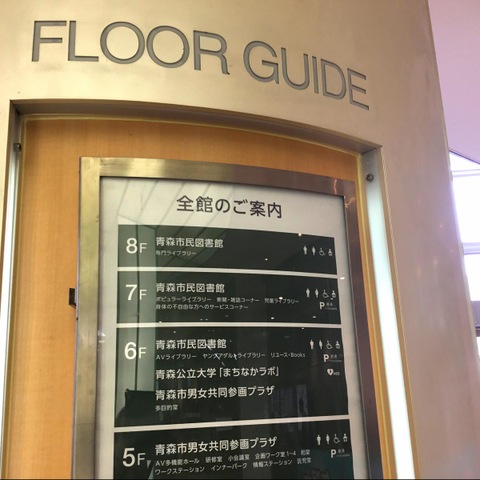 FLOOR GUIDE
全館のご案内
8F 青森市民図書館
専門ライブラリー
7F 青森市民図書館
ポピュラーライブラリー 新聞・雑誌コーナー 児童ライブラリー
身体の不自由な方へのサービスコーナー
P
6F 青森市民図書館
AVライブラリー ヤングアダルトライブラリー リユース・Books
P
青森公立大学「まちなかラボ」
AED
青森市男女共同参画プラザ
多目的室
5F 青森市男女共同参画プラザ
AV多機能ホール 研修室 小会議室 企画ワーク室1~4 和室
ワークステーション インナーパーク 情報ステーション 託児室
P